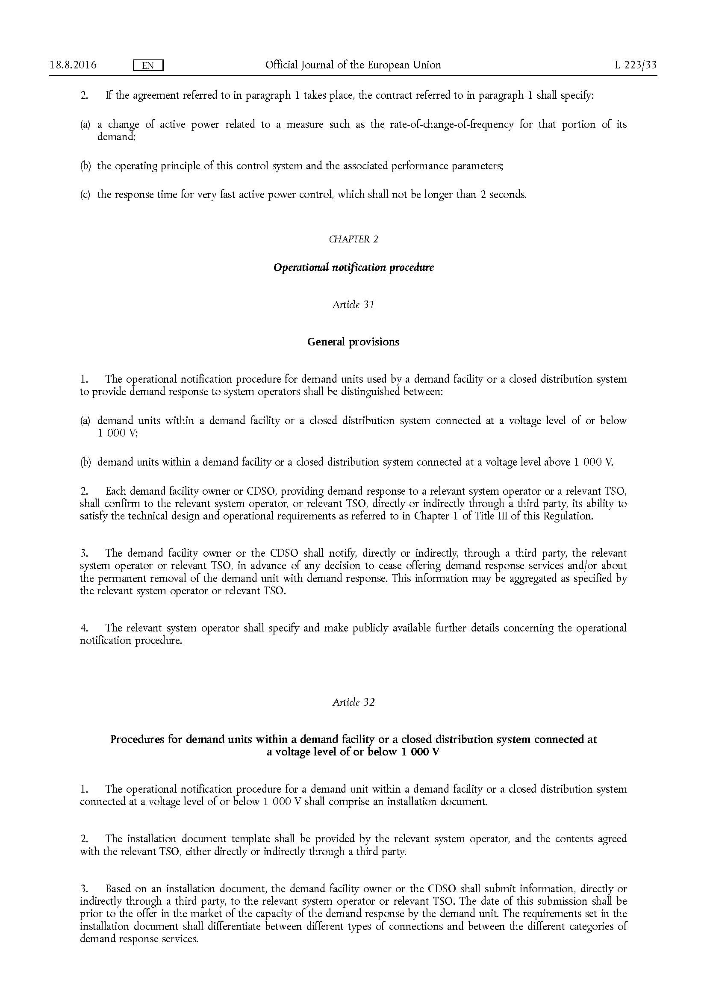 18.8.2016 EN Official Journal of the European Union L 223/33
2. If the agreement referred to in paragraph 1 takes place, the contract referred to in paragraph 1 shall specify:
(a) a change of active power related to a measure such as the rate-of-change-of-frequency for that portion of its
demand;
(b) the operating principle of this control system and the associated performance parameters;
(c) the response time for very fast active power control, which shall not be longer than 2 seconds.
CHAPTER 2
Operational notification procedure
Article 31
General provisions
1. The operational notification procedure for demand units used by a demand facility or a closed distribution system
to provide demand response to system operators shall be distinguished between:
(a) demand units within a demand facility or a closed distribution system connected at a voltage level of or below
1 000 V;
(b) demand units within a demand facility or a closed distribution system connected at a voltage level above 1 000 V.
2. Each demand facility owner or CDSO, providing demand response to a relevant system operator or a relevant TSO,
shall confirm to the relevant system operator, or relevant TSO, directly or indirectly through a third party, its ability to
satisfy the technical design and operational requirements as referred to in Chapter 1 of Title III of this Regulation.
3. The demand facility owner or the CDSO shall notify, directly or indirectly, through a third party, the relevant
system operator or relevant TSO, in advance of any decision to cease offering demand response services and/or about
the permanent removal of the demand unit with demand response. This information may be aggregated as specified by
the relevant system operator or relevant TSO.
4. The relevant system operator shall specify and make publicly available further details concerning the operational
notification procedure.
Article 32
Procedures for demand units within a demand facility or a closed distribution system connected at
a voltage level of or below 1 000 V
1. The operational notification procedure for a demand unit within a demand facility or a closed distribution system
connected at a voltage level of or below 1 000 V shall comprise an installation document.
2. The installation document template shall be provided by the relevant system operator, and the contents agreed
with the relevant TSO, either directly or indirectly through a third party.
3. Based on an installation document, the demand facility owner or the CDSO shall submit information, directly or
indirectly through a third party, to the relevant system operator or relevant TSO. The date of this submission shall be
prior to the offer in the market of the capacity of the demand response by the demand unit. The requirements set in the
installation document shall differentiate between different types of connections and between the different categories of
demand response services.